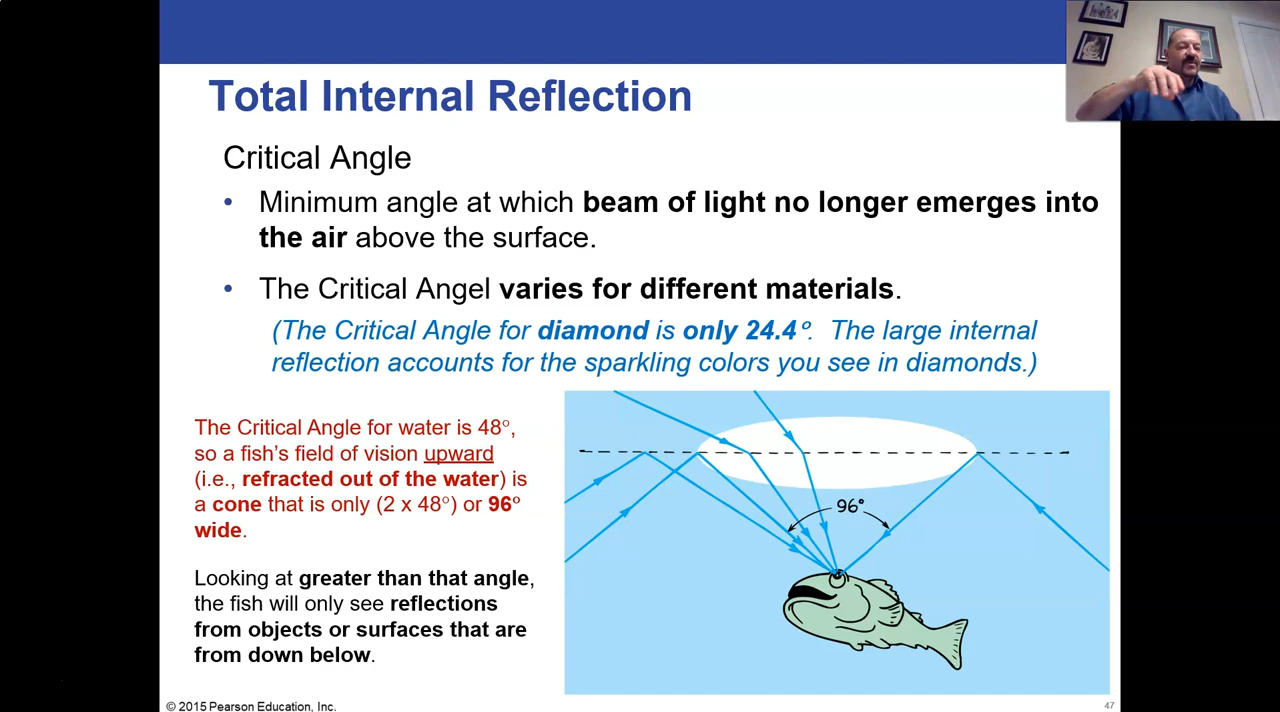 Total Internal Reflection
Critical Angle
• Minimum angle at which beam of light no longer emerges into
the air above the surface.
• The Critical Angel varies for different materials.
(The Critical Angle for diamond is only 24.4°. The large internal
reflection accounts for the sparkling colors you see in diamonds.)
The Critical Angle for water is 48°,
so a fish's field of vision upward
(i.e., refracted out of the water) is
a cone that is only (2 x 48°) or 96°
wide.
Looking at greater than that angle,
the fish will only see reflections
from objects or surfaces that are
from down below.
96°
© 2015 Pearson Education, Inc.
47